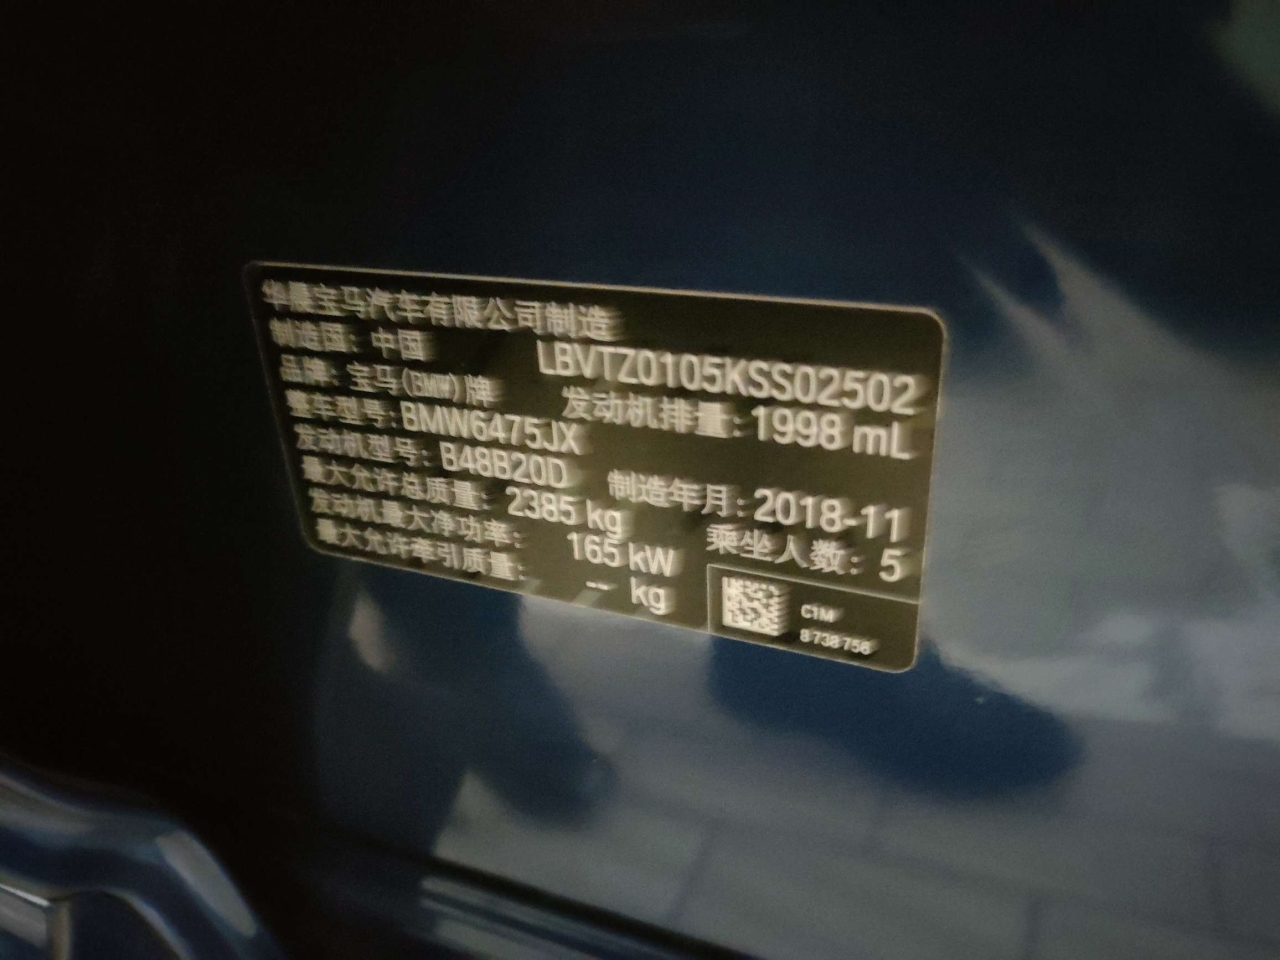 华晨宝马汽车有限公司制造
制造国：中国
LBVTZ0105KSS02502
品牌：宝马(BMW)牌
发动机排量：1998 mL
整车型号：BMW6475JX
发动机型号：B48B20D
制造年月：2018-11
最大允许总质量：2385 kg
乘坐人数：5
发动机最大净功率：165 kW
最大允许牵引质量：-- kg
C1M
8 738 756